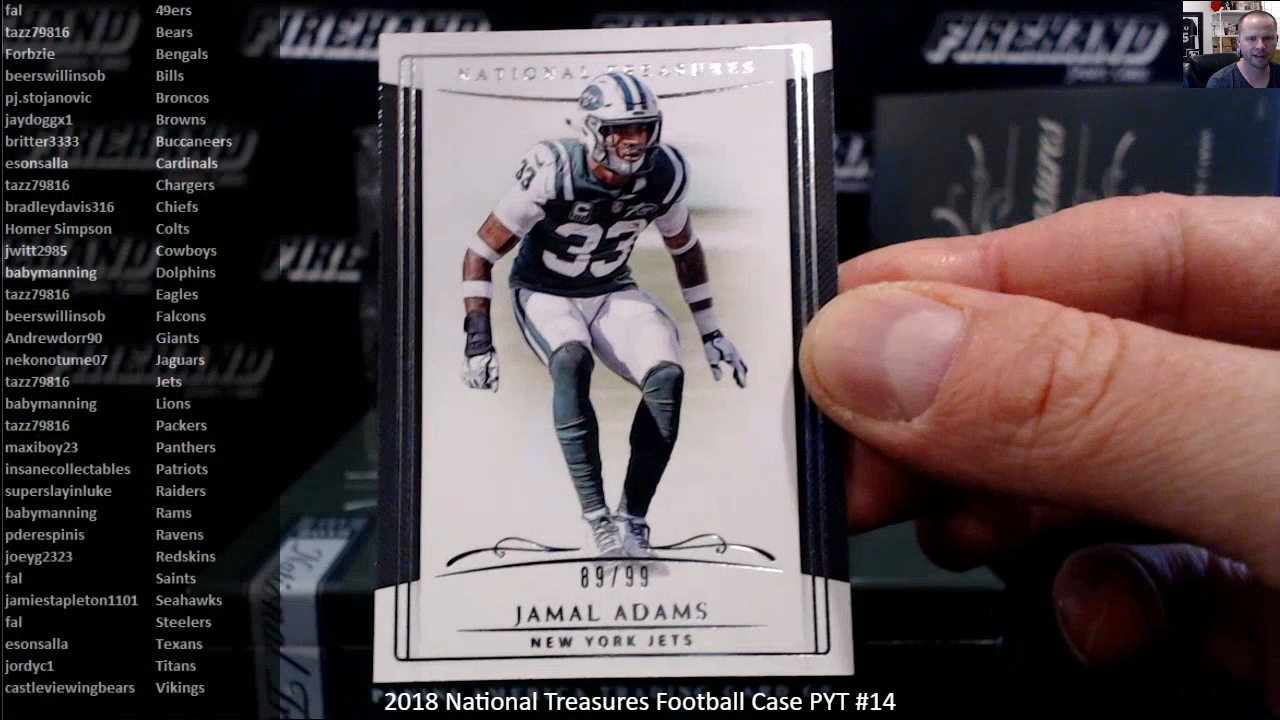 fal 49ers
tazz79816 Bears
Forbzie Bengals
beerswillinsob Bills
pj.stojanovic Broncos
jaydoggx1 Browns
britter3333 Buccaneers
esonsalla Cardinals
tazz79816 Chargers
bradleydavis316 Chiefs
Homer Simpson Colts
jwitt2985 Cowboys
babymanning Dolphins
tazz79816 Eagles
beerswillinsob Falcons
Andrewdorr90 Giants
nekonotume07 Jaguars
tazz79816 Jets
babymanning Lions
tazz79816 Packers
maxiboy23 Panthers
insanecollectables Patriots
superslayinluke Raiders
babymanning Rams
pderespinis Ravens
joeyg2323 Redskins
fal Saints
jamiestapleton1101 Seahawks
fal Steelers
esonsalla Texans
jordyc1 Titans
castleviewingbears Vikings
FIREHAND
NATIONAL TREASURES
33
33
89/99
JAMAL ADAMS
NEW YORK JETS
2018 National Treasures Football Case PYT #14